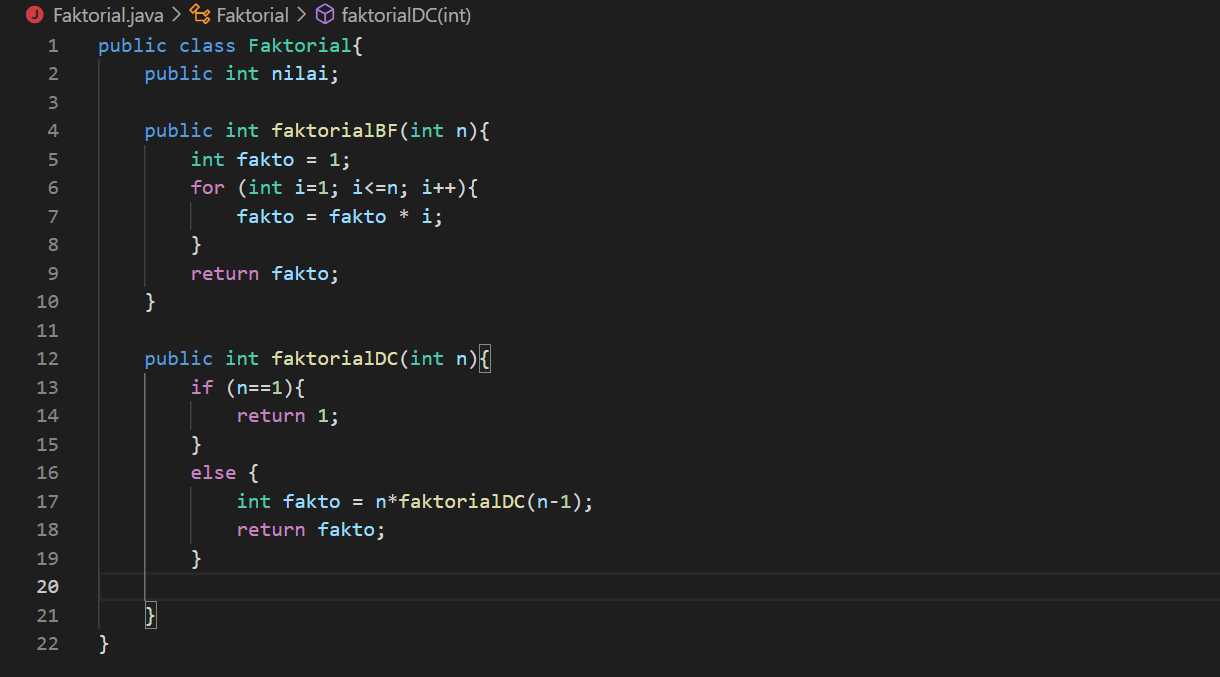 J Faktorial.java > Faktorial > faktorialDC(int)
1 public class Faktorial{
2     public int nilai;
3
4     public int faktorialBF(int n){
5         int fakto = 1;
6         for (int i=1; i<=n; i++){
7             fakto = fakto * i;
8         }
9         return fakto;
10     }
11
12     public int faktorialDC(int n){
13         if (n==1){
14             return 1;
15         }
16         else {
17             int fakto = n*faktorialDC(n-1);
18             return fakto;
19         }
20
21     }
22 }